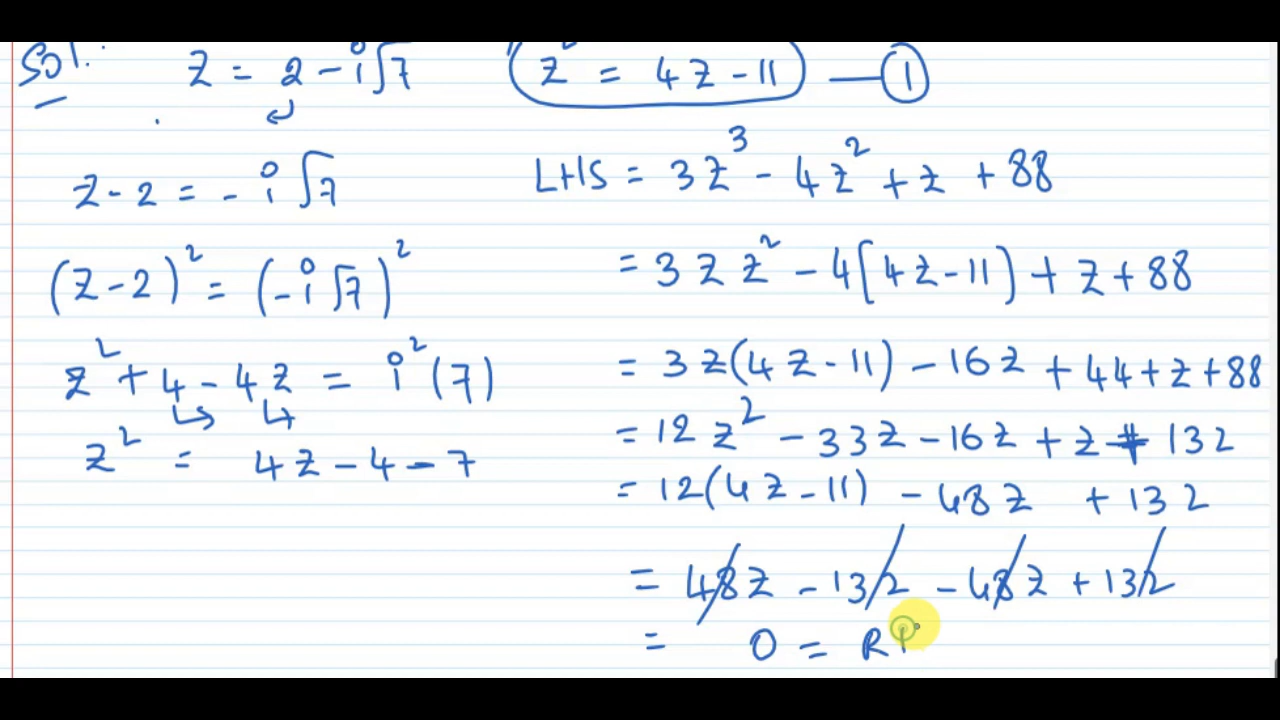 Sol:
z = 2 - i√7
z - 2 = - i√7
(z - 2)² = (- i√7)²
z² + 4 - 4z = i²(7)
z² = 4z - 4 - 7
z² = 4z - 11 — ①
LHS = 3z³ - 4z² + z + 88
= 3 z z² - 4[4z - 11] + z + 88
= 3z(4z - 11) - 16z + 44 + z + 88
= 12z² - 33z - 16z + z + 132
= 12(4z - 11) - 48z + 132
= 48z - 132 - 48z + 132
= 0 = R